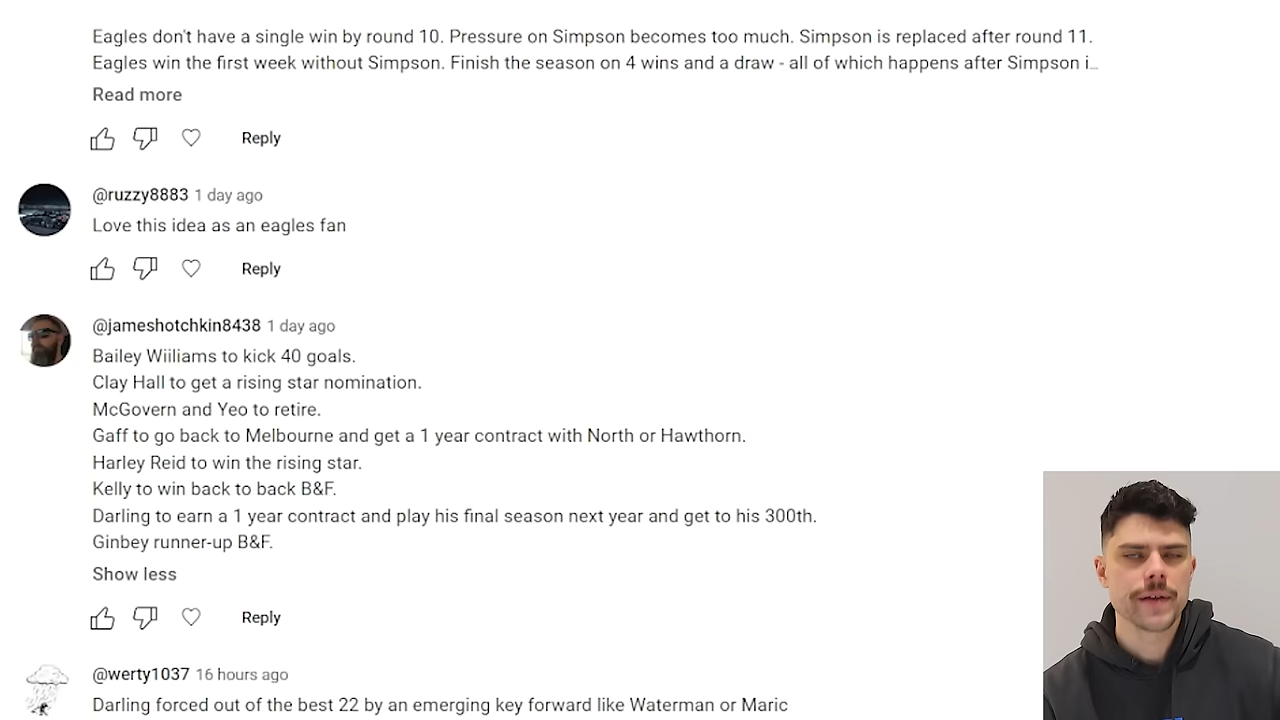 Eagles don't have a single win by round 10. Pressure on Simpson becomes too much. Simpson is replaced after round 11.
Eagles win the first week without Simpson. Finish the season on 4 wins and a draw - all of which happens after Simpson i...
Read more
Reply
@ruzzy8883 1 day ago
Love this idea as an eagles fan
Reply
@jameshotchkin8438 1 day ago
Bailey Wiiliams to kick 40 goals.
Clay Hall to get a rising star nomination.
McGovern and Yeo to retire.
Gaff to go back to Melbourne and get a 1 year contract with North or Hawthorn.
Harley Reid to win the rising star.
Kelly to win back to back B&F.
Darling to earn a 1 year contract and play his final season next year and get to his 300th.
Ginbey runner-up B&F.
Show less
Reply
@werty1037 16 hours ago
Darling forced out of the best 22 by an emerging key forward like Waterman or Maric